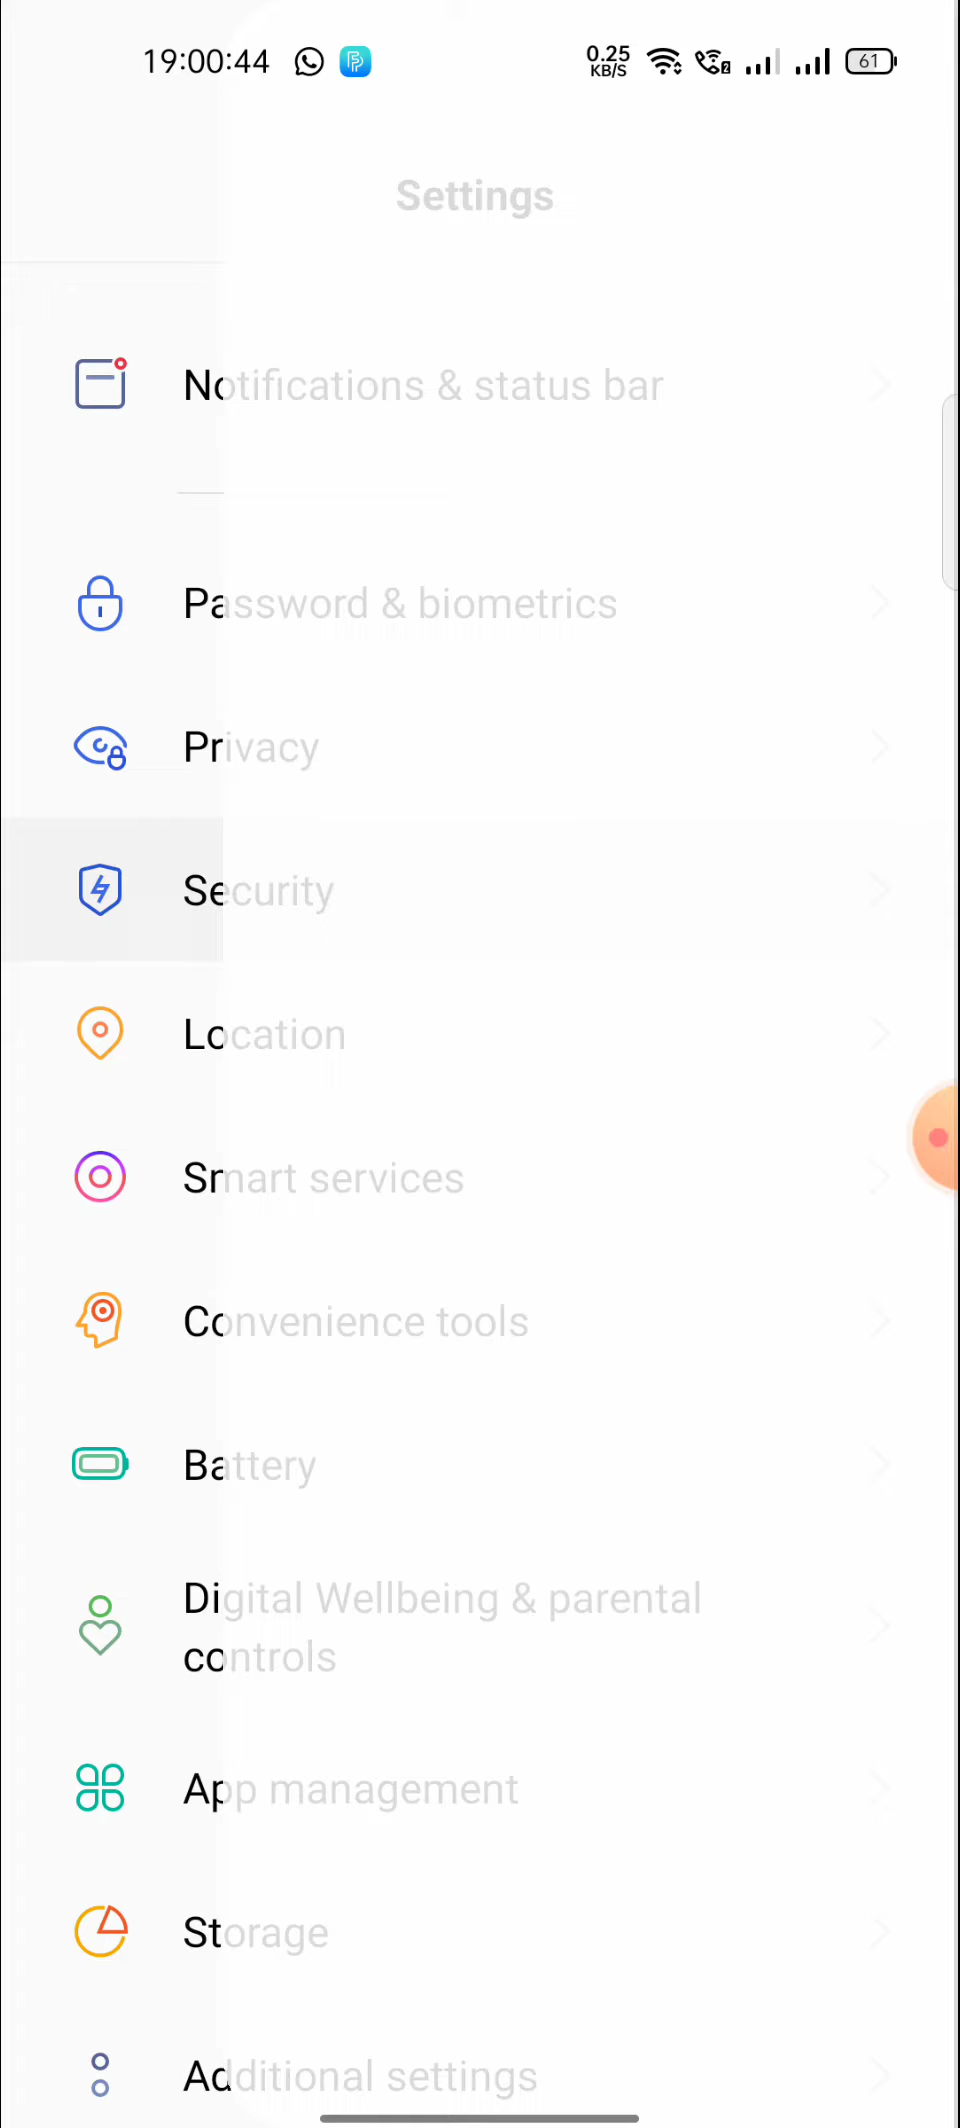 19:00:44 0.25 KB/S 2 61
Settings
Notifications & status bar
Password & biometrics
Privacy
Security
Location
Smart services
Convenience tools
Battery
Digital Wellbeing & parental
controls
App management
Storage
Additional settings